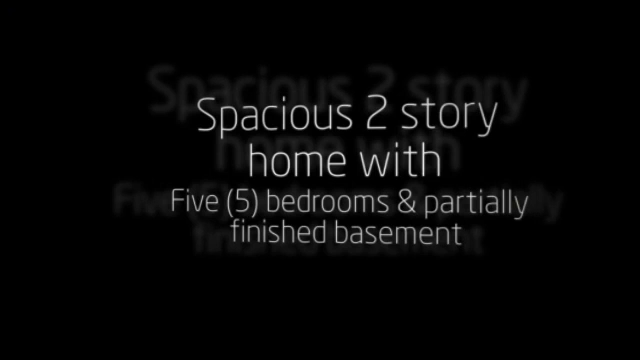 Spacious 2 story
home with
Five (5) bedrooms & partially
finished basement